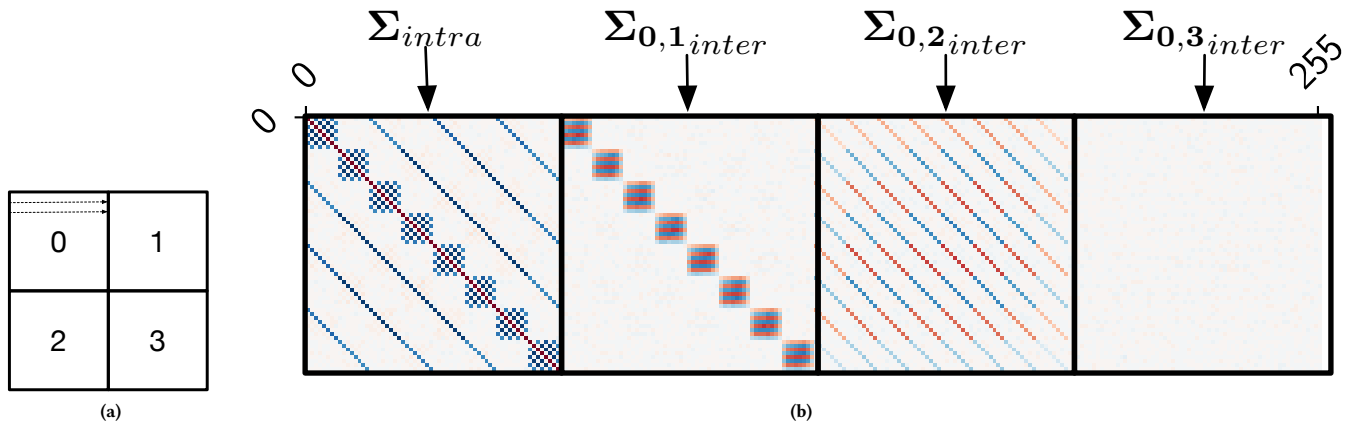 Σintra Σ0,1inter Σ0,2inter Σ0,3inter
0 255
0
0 1
2 3
(a) (b)